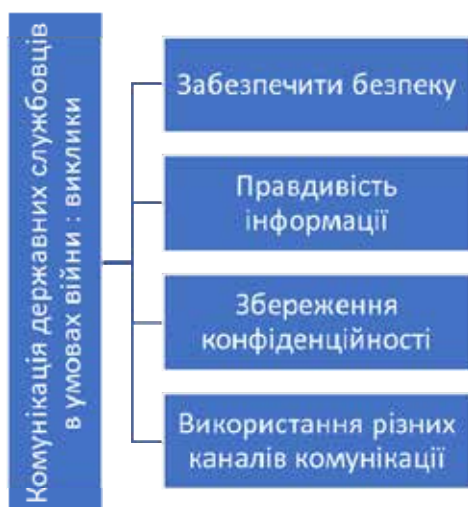 Комунікація державних службовців
в умовах війни : виклики
Забезпечити безпеку
Правдивість
інформації
Збереження
конфіденційності
Використання різних
каналів комунікації